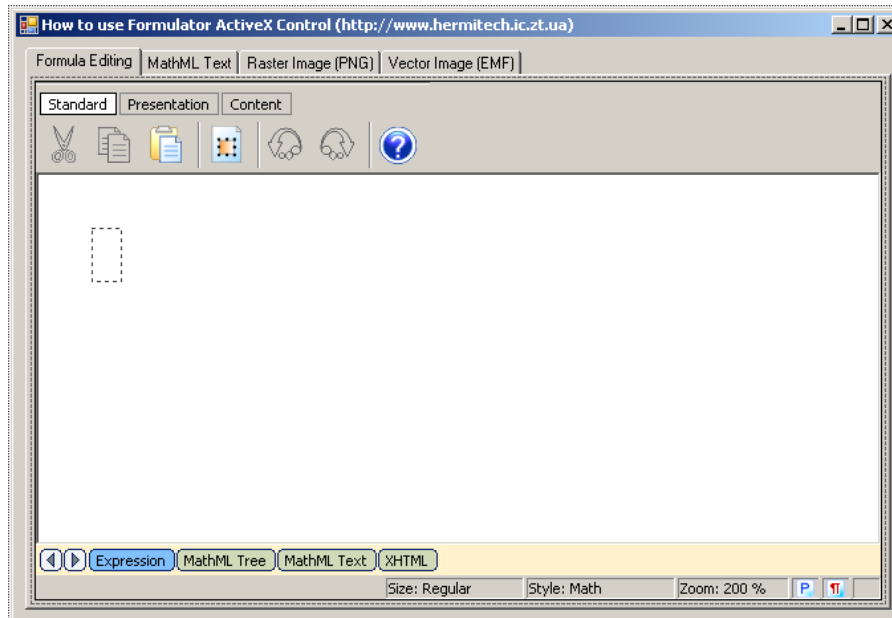 How to use Formulator ActiveX Control (http://www.hermitech.ic.zt.ua)
Formula Editing MathML Text Raster Image (PNG) Vector Image (EMF)
Standard Presentation Content
?
Expression MathML Tree MathML Text XHTML
Size: Regular Style: Math Zoom: 200 % P ¶